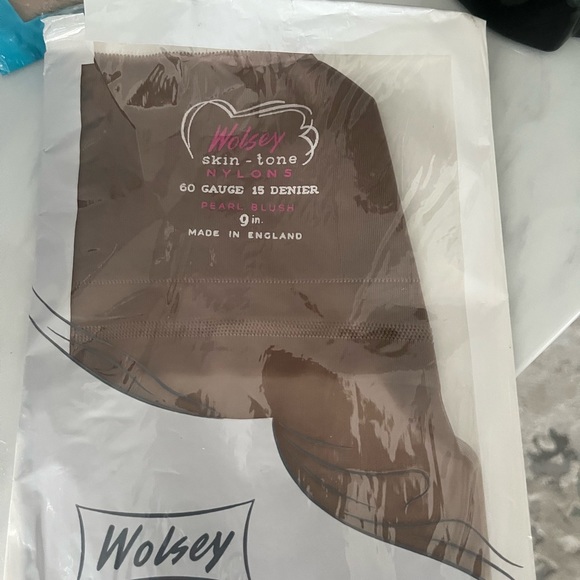 Wolsey
skin - tone
NYLONS
60 GAUGE 15 DENIER
PEARL BLUSH
9 in.
MADE IN ENGLAND
Wolsey